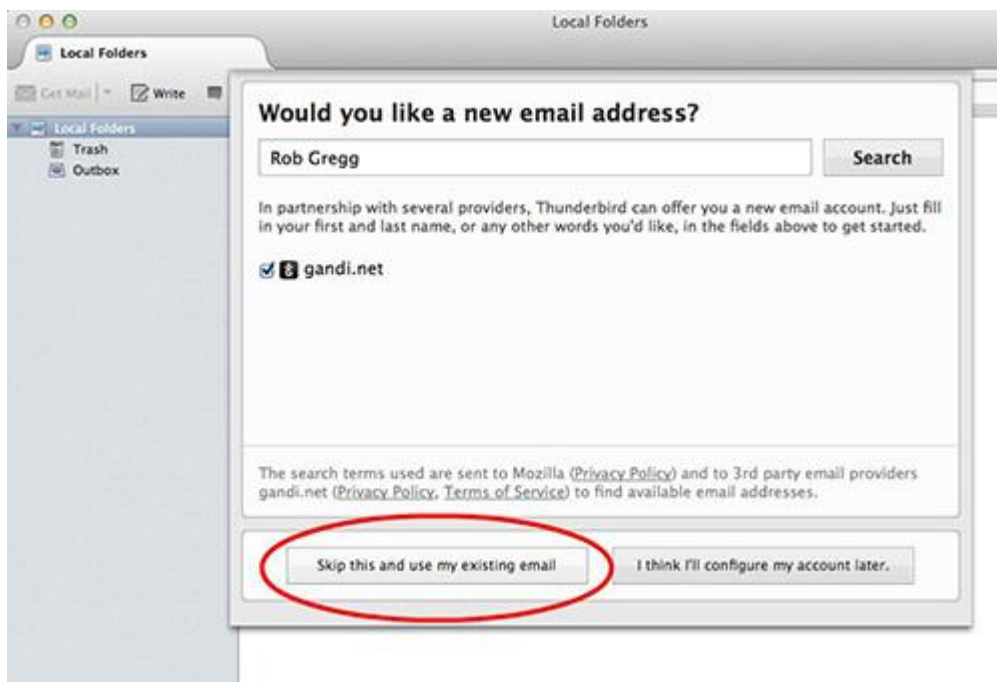 Local Folders
Local Folders
Get Mail
Write
Local Folders
Trash
Outbox
Would you like a new email address?
Rob Gregg
Search
In partnership with several providers, Thunderbird can offer you a new email account. Just fill
in your first and last name, or any other words you'd like, in the fields above to get started.
gandi.net
The search terms used are sent to Mozilla (Privacy Policy) and to 3rd party email providers
gandi.net (Privacy Policy, Terms of Service) to find available email addresses.
Skip this and use my existing email
I think I'll configure my account later.